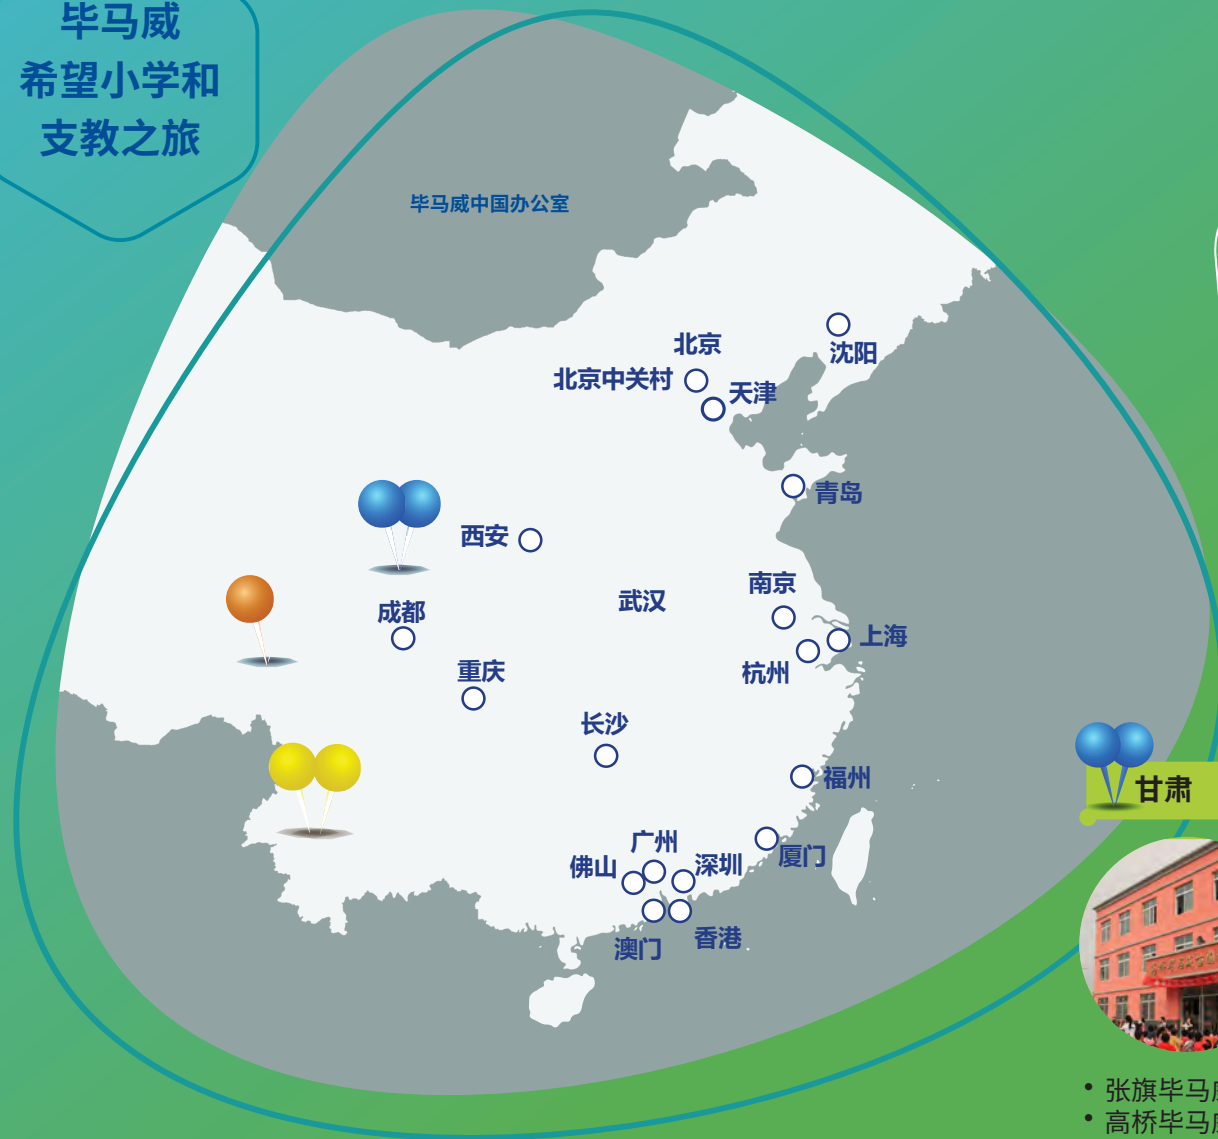 毕马威
希望小学和
支教之旅
毕马威中国办公室
北京
沈阳
北京中关村
天津
青岛
西安
南京
武汉
成都
上海
杭州
重庆
长沙
福州
甘肃
广州
厦门
深圳
佛山
香港
澳门
• 张旗毕马威
• 高桥毕马威